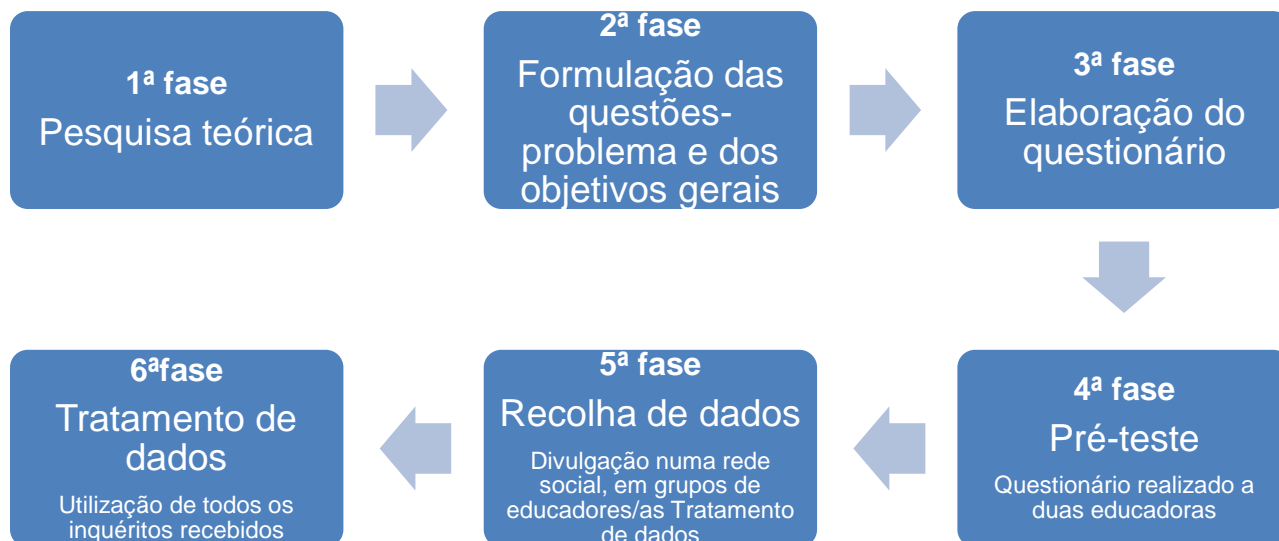 1ª fase
Pesquisa teórica
2ª fase
Formulação das
questões-
problema e dos
objetivos gerais
3ª fase
Elaboração do
questionário
4ª fase
Pré-teste
Questionário realizado a
duas educadoras
5ª fase
Recolha de dados
Divulgação numa rede
social, em grupos de
educadores/as Tratamento
de dados
6ªfase
Tratamento de
dados
Utilização de todos os
inquéritos recebidos